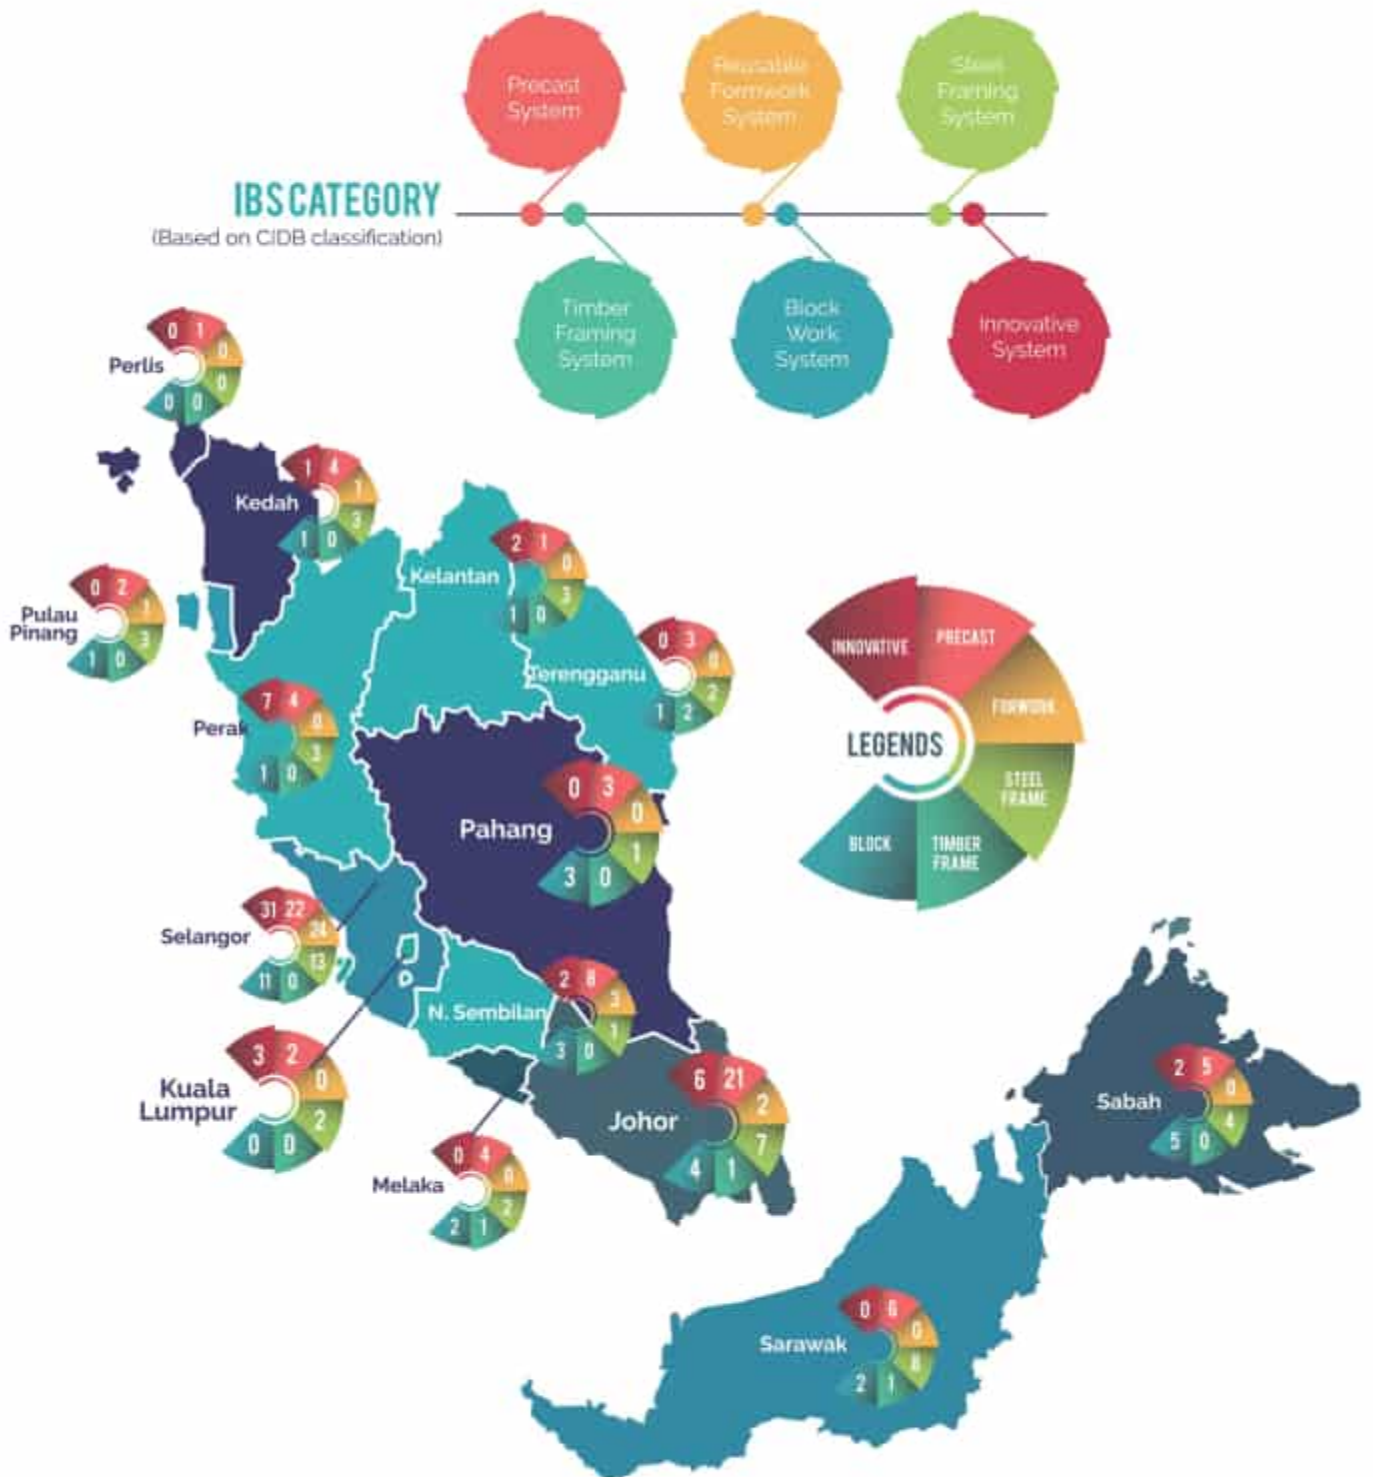 Precast
System
Reusable
Formwork
System
Steel
Framing
System
IBS CATEGORY
(Based on CIDB classification)
Timber
Framing
System
Block
Work
System
Innovative
System
Perlis
0 1
0
0
0 0
Kedah
1 4
1
3
1 0
Kelantan
2 1
0
3
1 0
Pulau
Pinang
0 2
1
3
1 0
Terengganu
0 3
0
2
1 2
INNOVATIVE
PRECAST
FORWORK
LEGENDS
STEEL
FRAME
BLOCK
TIMBER
FRAME
Perak
7 4
0
3
1 0
Pahang
0 3
0
1
3 0
Selangor
31 22
24
13
11 0
N. Sembilan
2 8
3
1
3 0
Kuala
Lumpur
3 2
0
2
0 0
Johor
6 21
2
7
4 1
Melaka
0 4
0
2
2 1
Sabah
2 5
0
4
5 0
Sarawak
0 6
0
8
2 1